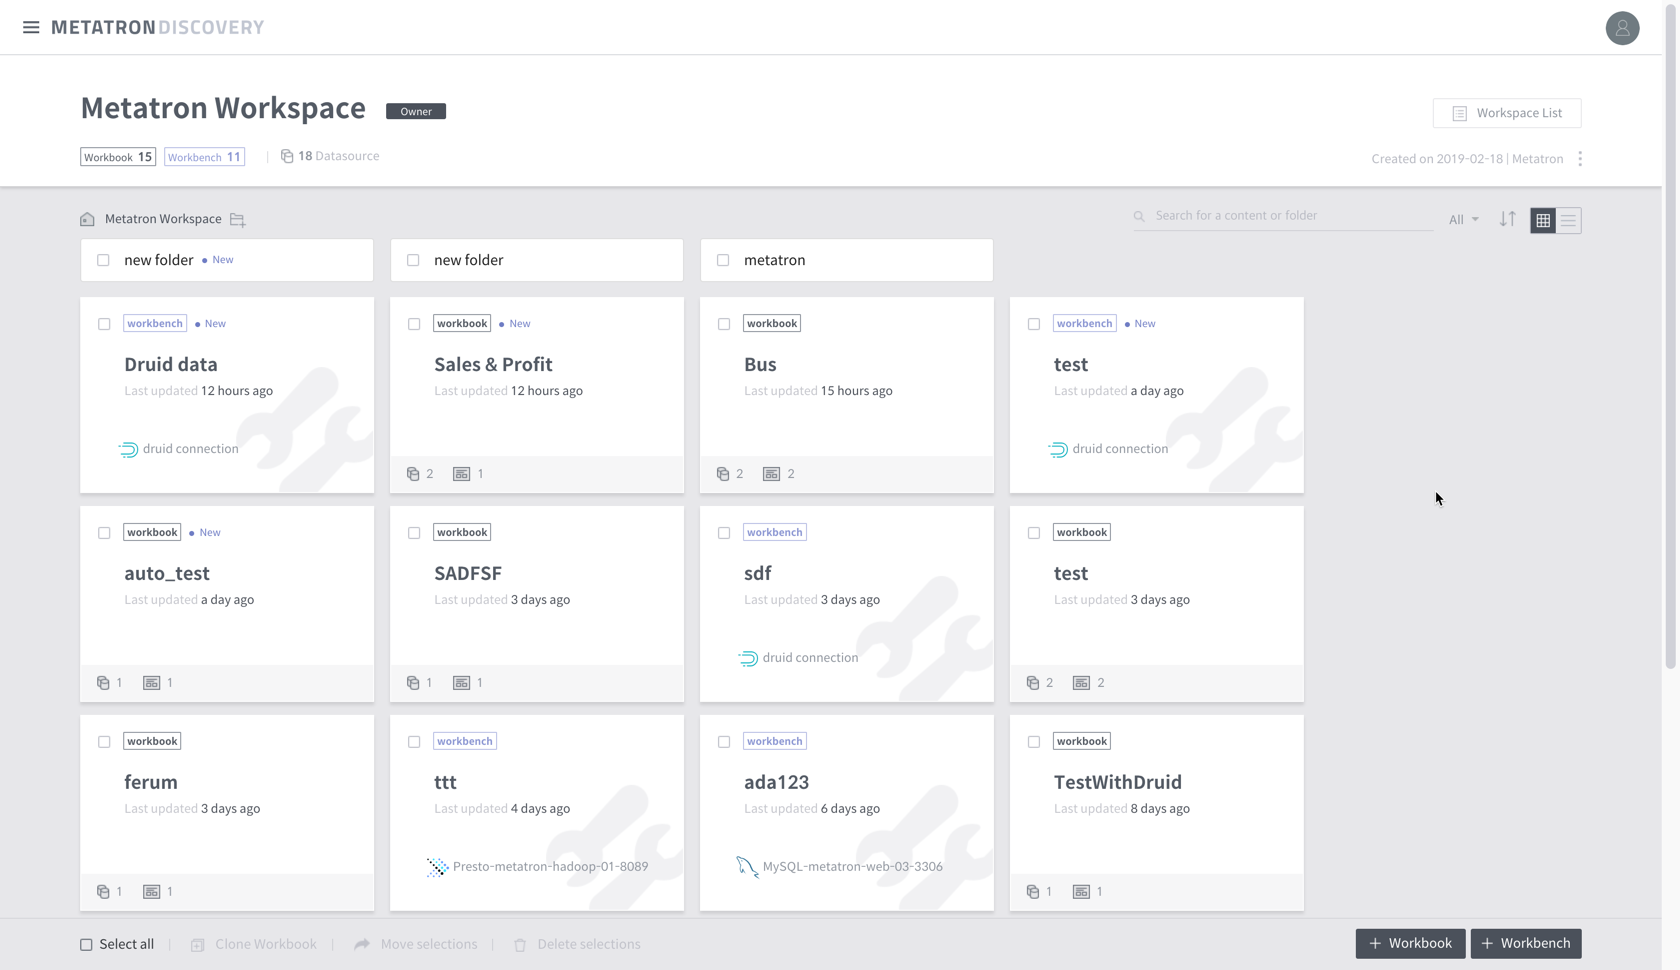 METATRON DISCOVERY
Metatron Workspace Owner
Workspace List
Workbook 15 Workbench 11 | 18 Datasource
Created on 2019-02-18 | Metatron
Metatron Workspace
Search for a content or folder
All
new folder • New
new folder
metatron
workbench • New
Druid data
Last updated 12 hours ago
druid connection
workbook • New
Sales & Profit
Last updated 12 hours ago
2 1
workbook
Bus
Last updated 15 hours ago
2 2
workbench • New
test
Last updated a day ago
druid connection
workbook • New
auto_test
Last updated a day ago
1 1
workbook
SADFSF
Last updated 3 days ago
1 1
workbench
sdf
Last updated 3 days ago
druid connection
workbook
test
Last updated 3 days ago
2 2
workbook
ferum
Last updated 3 days ago
1 1
workbench
ttt
Last updated 4 days ago
Presto-metatron-hadoop-01-8089
workbench
ada123
Last updated 6 days ago
MySQL-metatron-web-03-3306
workbook
TestWithDruid
Last updated 8 days ago
1 1
Select all | Clone Workbook | Move selections | Delete selections
+ Workbook + Workbench